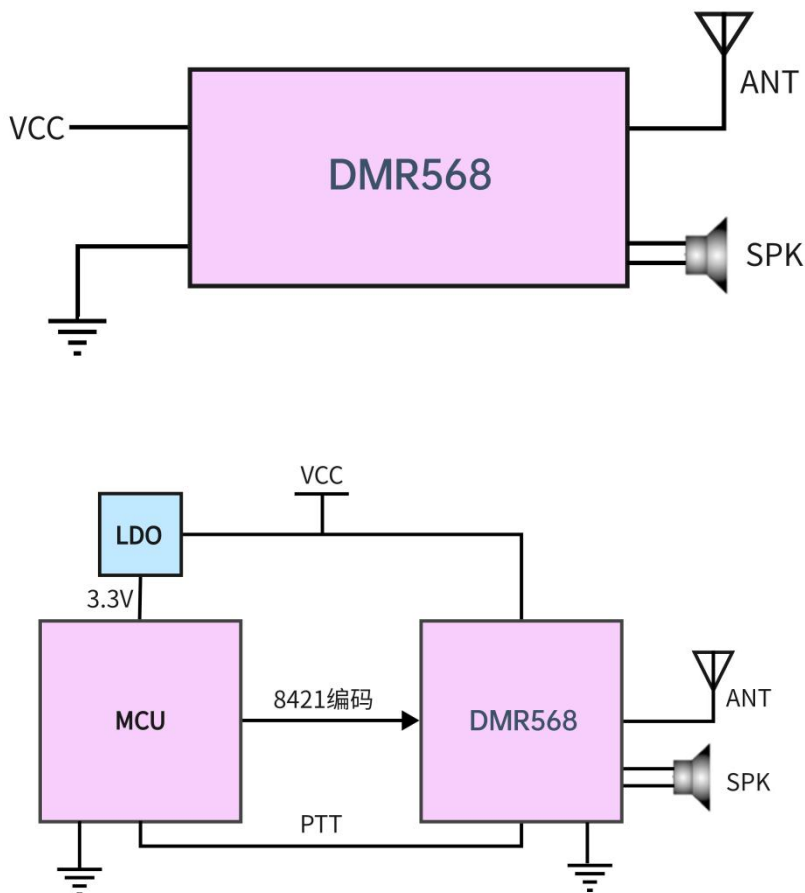 ANT
VCC
DMR568
SPK
VCC
LDO
3.3V
8421编码
MCU
DMR568
ANT
SPK
PTT